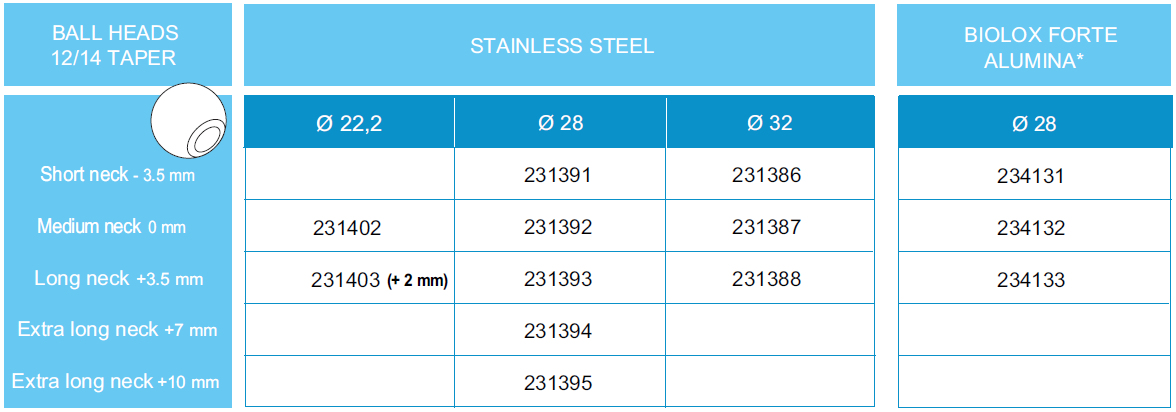 BALL HEADS
12/14 TAPER
STAINLESS STEEL
BIOLOX FORTE
ALUMINA*
Ø 22,2 Ø 28 Ø 32 Ø 28
Short neck - 3.5 mm 231391 231386 234131
Medium neck 0 mm 231402 231392 231387 234132
Long neck +3.5 mm 231403 (+ 2 mm) 231393 231388 234133
Extra long neck +7 mm 231394
Extra long neck +10 mm 231395